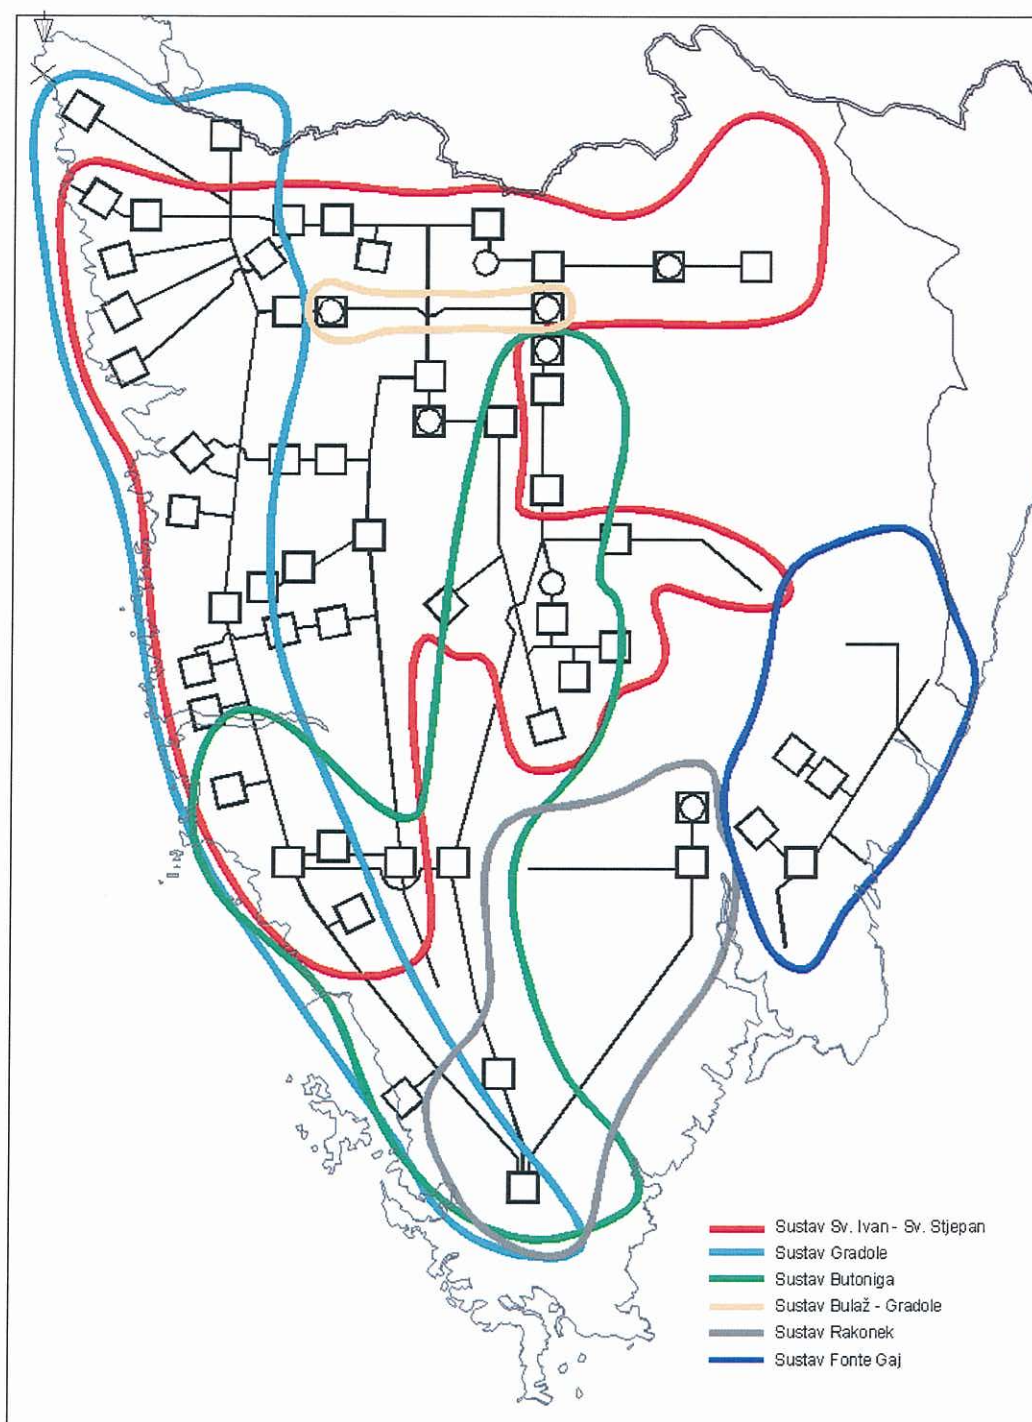 Sustav Sv. Ivan - Sv. Stjepan
Sustav Gradole
Sustav Butoniga
Sustav Bulaž - Gradole
Sustav Rakonek
Sustav Fonte Gaj